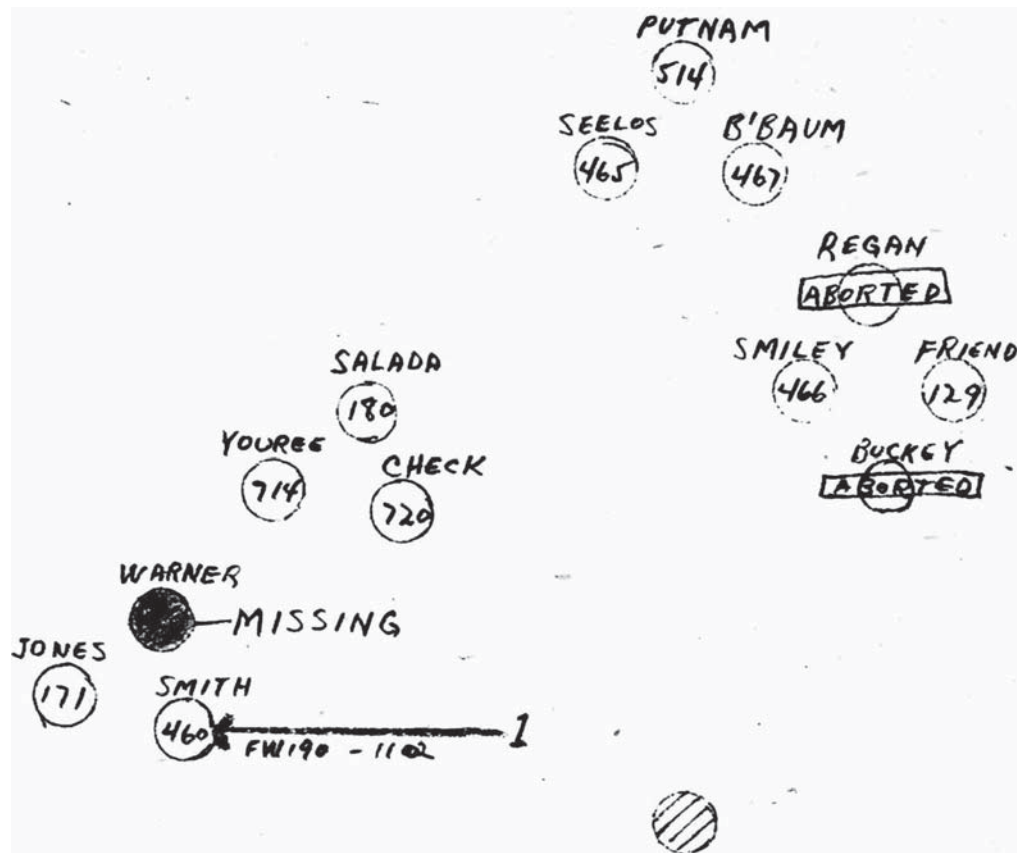 PUTNAM
514
SEELOS B'BAUM
465 467
REGAN
ABORTED
SMILEY FRIEND
466 129
BUCKEY
ABORTED
SALADA
180
YOUREE CHECK
714 720
WARNER
MISSING
JONES
171
SMITH
460 1
FW190 - 1102